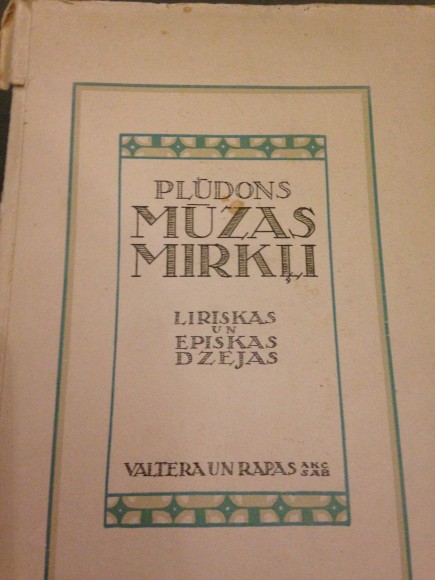 PLŪDONS
MŪZAS
MIRKĻI
LIRISKAS
UN
EPISKAS
DZEJAS
VALTERA UN RAPAS AKC SAB